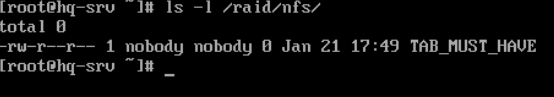 [root@hq-srv ~]# ls -l /raid/nfs/
total 0
-rw-r--r-- 1 nobody nobody 0 Jan 21 17:49 TAB_MUST_HAVE
[root@hq-srv ~]# _